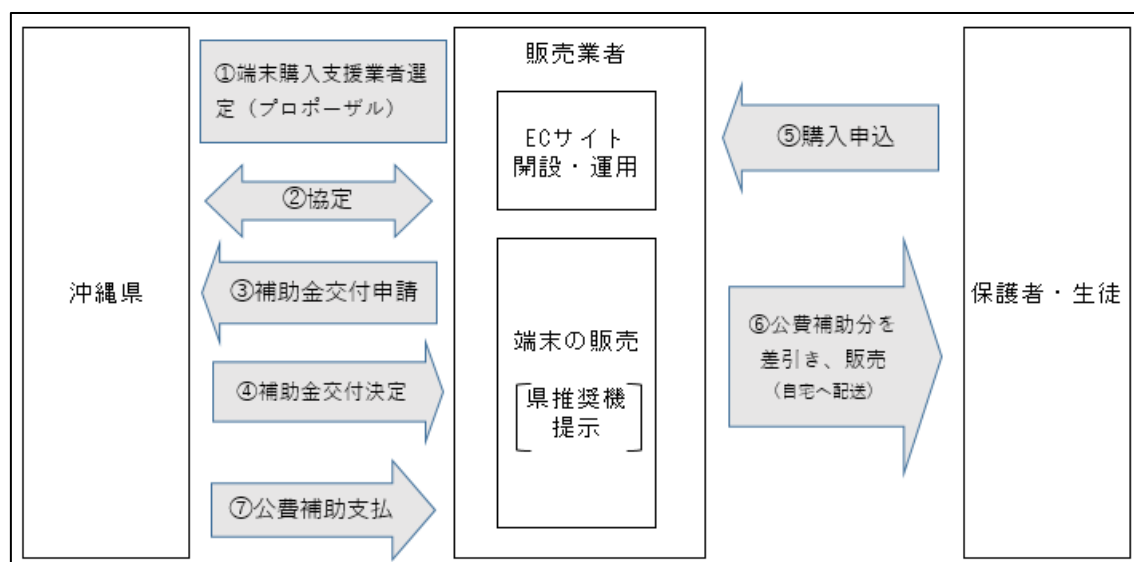 沖縄県
①端末購入支援業者選
定（プロポーザル）
②協定
③補助金交付申請
④補助金交付決定
⑦公費補助支払
販売業者
ECサイト
開設・運用
端末の販売
県推奨機
提示
⑤購入申込
⑥公費補助分を
差引き、販売
（自宅へ配送）
保護者・生徒